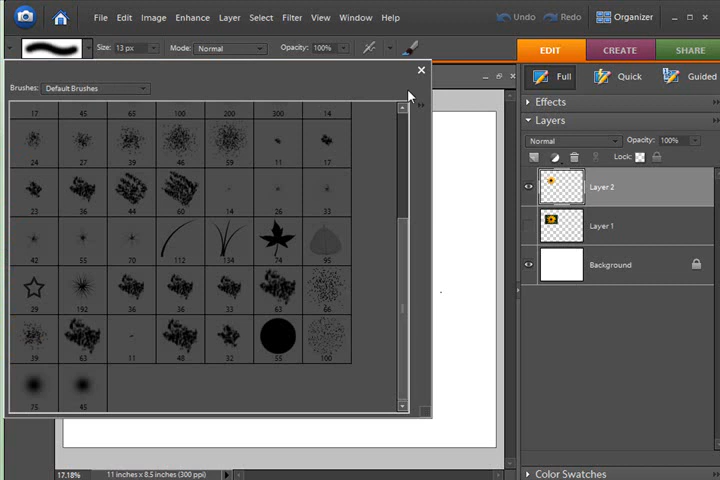 File Edit Image Enhance Layer Select Filter View Window Help
Undo Redo Organizer
Size: 13 px Mode: Normal Opacity: 100%
EDIT CREATE SHARE
Full Quick Guided
Brushes: Default Brushes
Effects
Layers
Normal Opacity: 100%
Lock:
17 45 65 100 200 300 14
24 27 39 46 59 11 17
23 36 44 60 14 26 33
42 55 70 112 134 74 95
29 192 36 36 33 63 66
39 63 11 48 32 55 100
75 45
Layer 2
Layer 1
Background
17.18% 11 inches x 8.5 inches (300 ppi)
Color Swatches